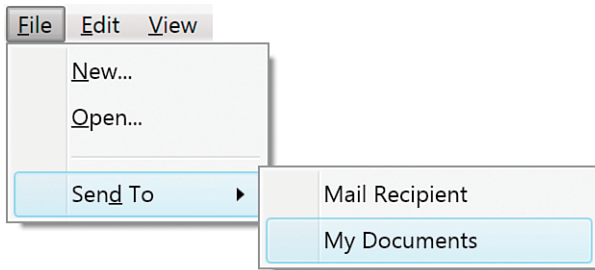 File Edit View
New...
Open...
Send To
Mail Recipient
My Documents